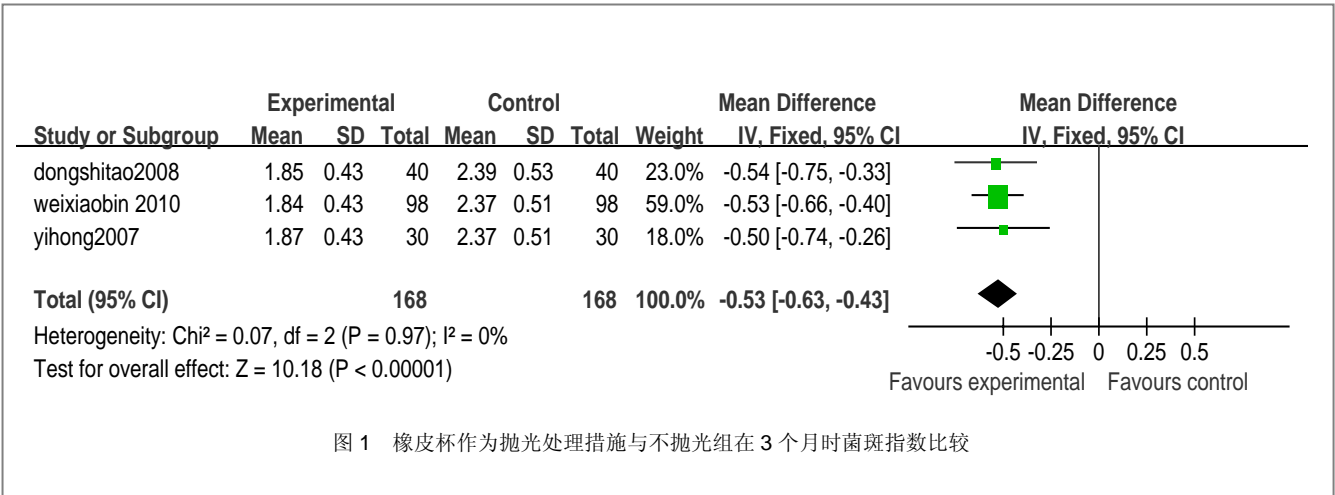 Experimental Control Mean Difference Mean Difference
Study or Subgroup Mean SD Total Mean SD Total Weight IV, Fixed, 95% CI IV, Fixed, 95% CI
dongshitao2008 1.85 0.43 40 2.39 0.53 40 23.0% -0.54 [-0.75, -0.33]
weixiaobin 2010 1.84 0.43 98 2.37 0.51 98 59.0% -0.53 [-0.66, -0.40]
yihong2007 1.87 0.43 30 2.37 0.51 30 18.0% -0.50 [-0.74, -0.26]
Total (95% CI) 168 168 100.0% -0.53 [-0.63, -0.43]
Heterogeneity: Chi² = 0.07, df = 2 (P = 0.97); I² = 0%
Test for overall effect: Z = 10.18 (P < 0.00001)
-0.5 -0.25 0 0.25 0.5
Favours experimental Favours control
图 1 橡皮杯作为抛光处理措施与不抛光组在 3 个月时菌斑指数比较